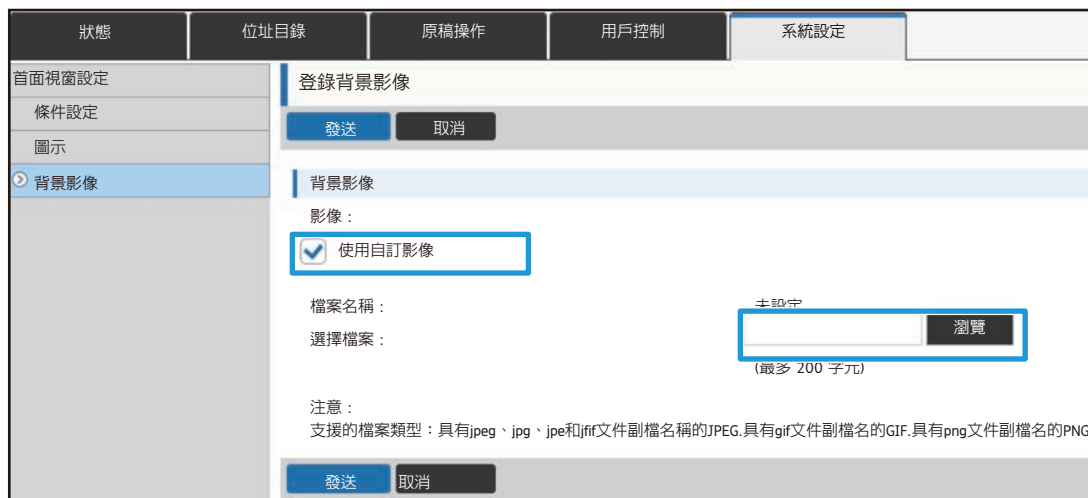 狀態 位址目錄 原稿操作 用戶控制 系統設定
首面視窗設定
條件設定
圖示
背景影像
登錄背景影像
發送 取消
背景影像
影像：
使用自訂影像
檔案名稱： 未設定
選擇檔案： 瀏覽
(最多 200 字元)
注意：
支援的檔案類型：具有jpeg、jpg、jpe和jfif文件副檔名稱的JPEG.具有gif文件副檔名的GIF.具有png文件副檔名的PNG
發送 取消